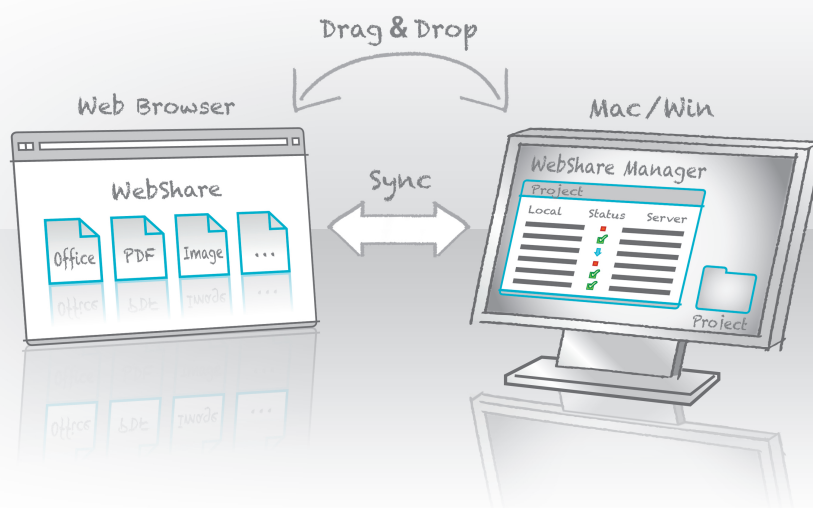 Drag & Drop
Web Browser
Mac/Win
WebShare
Office
PDF
Image
...
Sync
WebShare Manager
Project
Local Status Server
Project